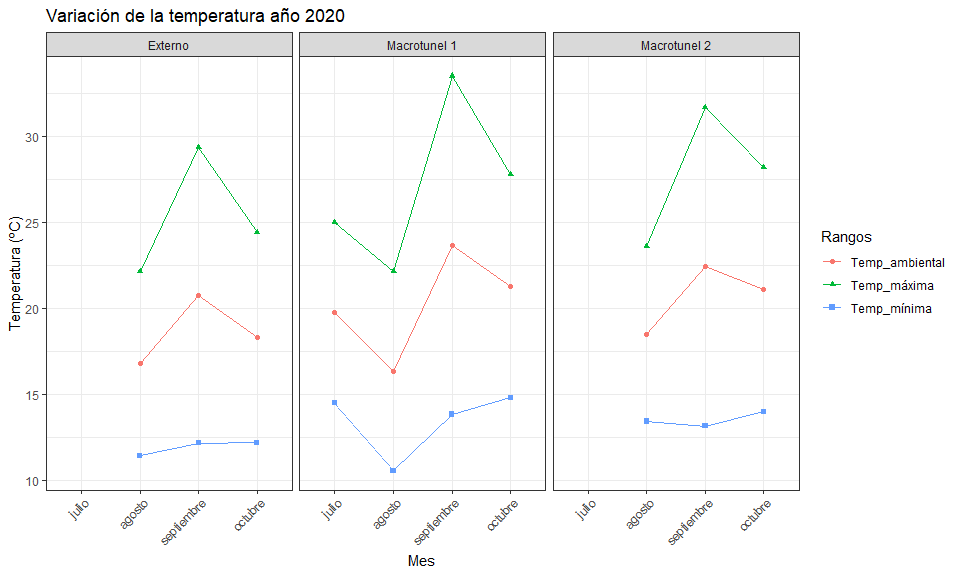 Variación de la temperatura año 2020
Externo
Macrotunel 1
Macrotunel 2
Temperatura (ºC)
30
25
20
15
10
julio
agosto
septiembre
octubre
julio
agosto
septiembre
octubre
julio
agosto
septiembre
octubre
Mes
Rangos
Temp_ambiental
Temp_máxima
Temp_mínima